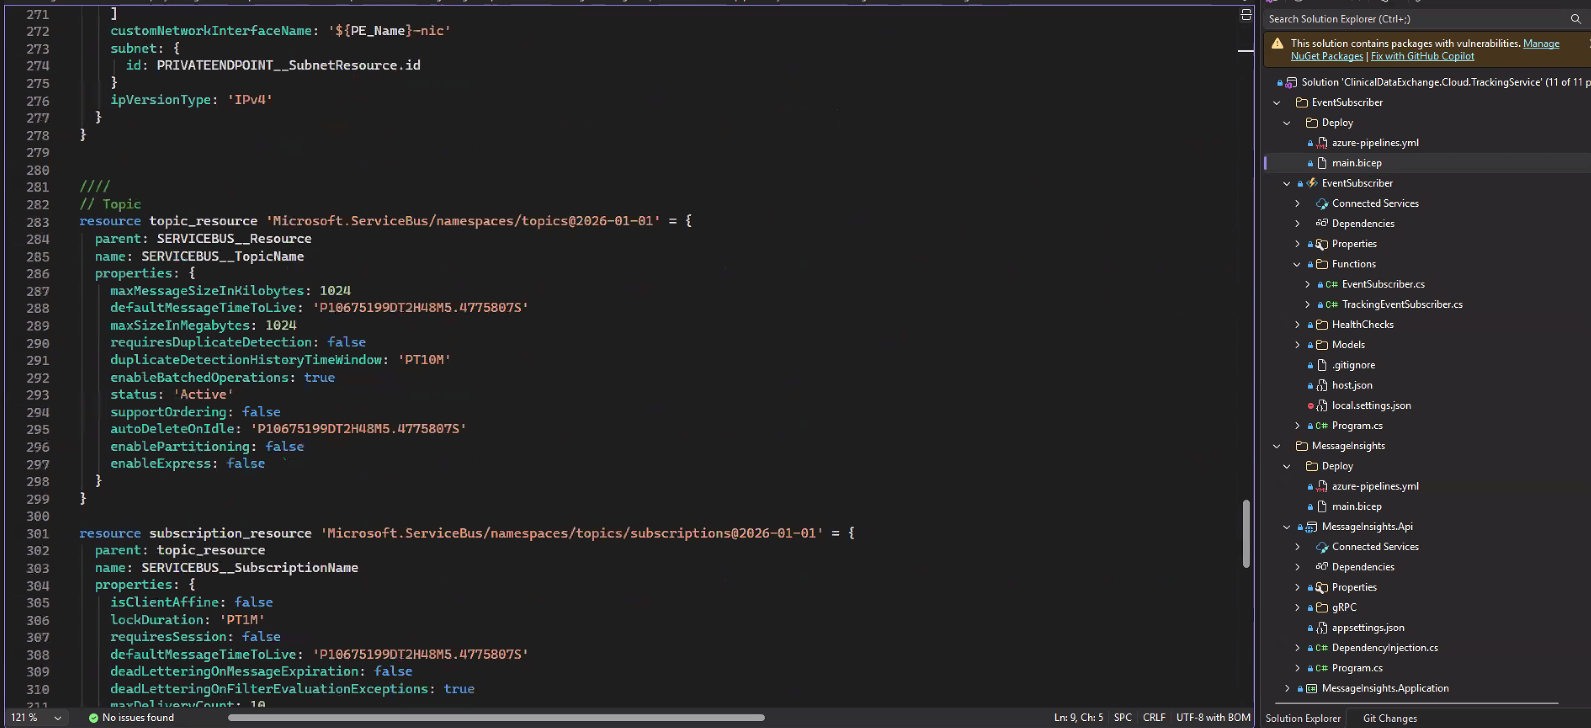 271 ]
272 customNetworkInterfaceName: '${PE_Name}-nic'
273 subnet: {
274 id: PRIVATEENDPOINT__SubnetResource.id
275 }
276 ipVersionType: 'IPv4'
277 }
278 }
279
280
281 ////
282 // Topic
283 resource topic_resource 'Microsoft.ServiceBus/namespaces/topics@2026-01-01' = {
284 parent: SERVICEBUS__Resource
285 name: SERVICEBUS__TopicName
286 properties: {
287 maxMessageSizeInKilobytes: 1024
288 defaultMessageTimeToLive: 'P10675199DT2H48M5.4775807S'
289 maxSizeInMegabytes: 1024
290 requiresDuplicateDetection: false
291 duplicateDetectionHistoryTimeWindow: 'PT10M'
292 enableBatchedOperations: true
293 status: 'Active'
294 supportOrdering: false
295 autoDeleteOnIdle: 'P10675199DT2H48M5.4775807S'
296 enablePartitioning: false
297 enableExpress: false
298 }
299 }
300
301 resource subscription_resource 'Microsoft.ServiceBus/namespaces/topics/subscriptions@2026-01-01' = {
302 parent: topic_resource
303 name: SERVICEBUS__SubscriptionName
304 properties: {
305 isClientAffine: false
306 lockDuration: 'PT1M'
307 requiresSession: false
308 defaultMessageTimeToLive: 'P10675199DT2H48M5.4775807S'
309 deadLetteringOnMessageExpiration: false
310 deadLetteringOnFilterEvaluationExceptions: true
311 maxDeliveryCount: 10
121 % No issues found Ln: 9, Ch: 5 SPC CRLF UTF-8 with BOM
Search Solution Explorer (Ctrl+;)
This solution contains packages with vulnerabilities. Manage
NuGet Packages | Fix with GitHub Copilot
Solution 'ClinicalDataExchange.Cloud.TrackingService' (11 of 11 p
EventSubscriber
Deploy
azure-pipelines.yml
main.bicep
EventSubscriber
Connected Services
Dependencies
Properties
Functions
C# EventSubscriber.cs
C# TrackingEventSubscriber.cs
HealthChecks
Models
.gitignore
host.json
local.settings.json
C# Program.cs
MessageInsights
Deploy
azure-pipelines.yml
main.bicep
MessageInsights.Api
Connected Services
Dependencies
Properties
gRPC
appsettings.json
C# DependencyInjection.cs
C# Program.cs
MessageInsights.Application
Solution Explorer Git Changes